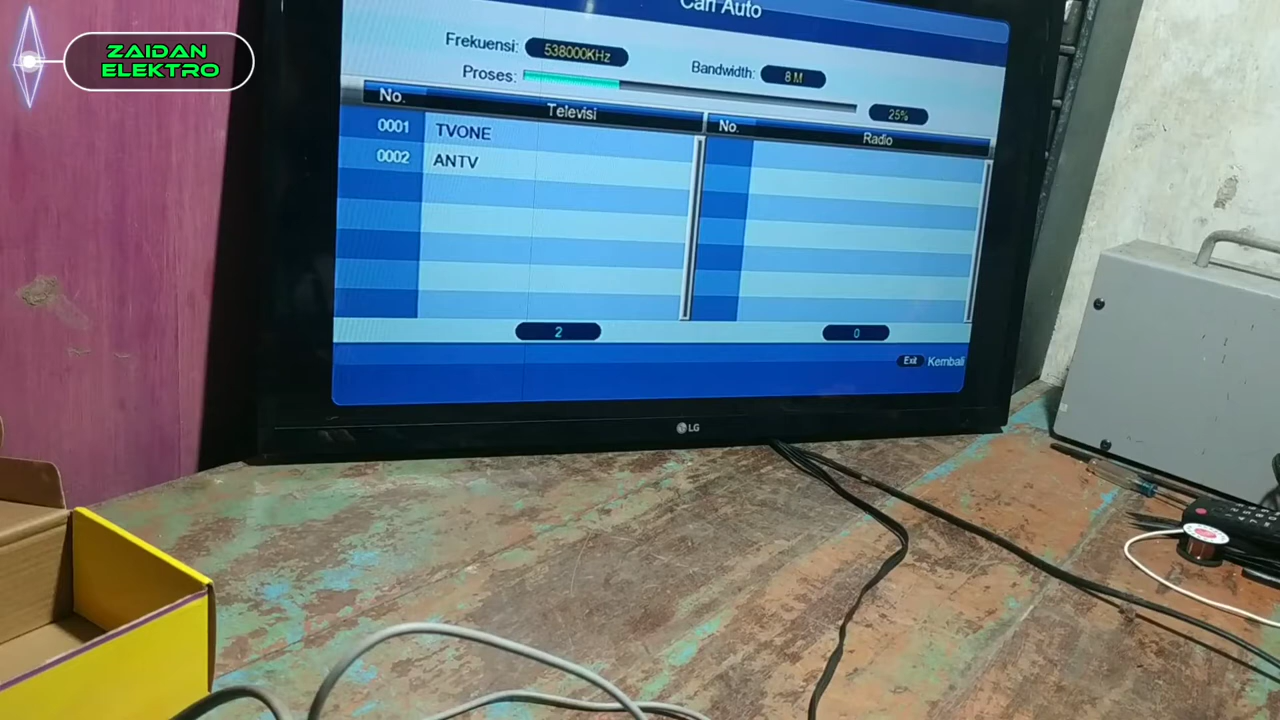 ZAIDAN
ELEKTRO
Cari Auto
Frekuensi: 538000KHz
Bandwidth: 8 M
Proses: 25%
No. Televisi No. Radio
0001 TVONE
0002 ANTV
2 0
Exit Kembali
LG